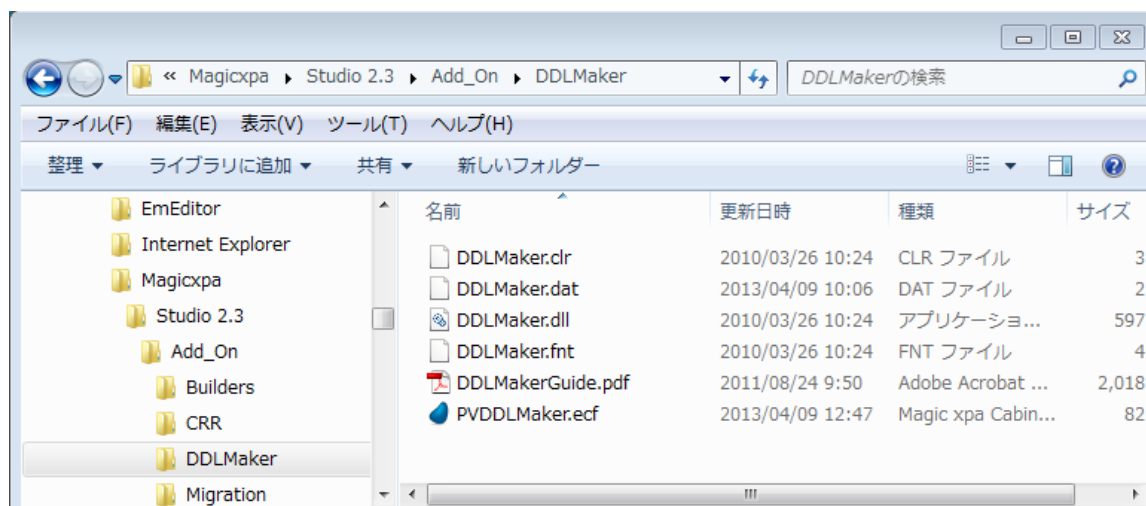 « Magicxpa ▸ Studio 2.3 ▸ Add_On ▸ DDLMaker DDLMakerの検索
ファイル(F) 編集(E) 表示(V) ツール(T) ヘルプ(H)
整理 ▼ ライブラリに追加 ▼ 共有 ▼ 新しいフォルダー
EmEditor
Internet Explorer
Magicxpa
Studio 2.3
Add_On
Builders
CRR
DDLMaker
Migration
名前 更新日時 種類 サイズ
DDLMaker.clr 2010/03/26 10:24 CLR ファイル 3
DDLMaker.dat 2013/04/09 10:06 DAT ファイル 2
DDLMaker.dll 2010/03/26 10:24 アプリケーショ... 597
DDLMaker.fnt 2010/03/26 10:24 FNT ファイル 4
DDLMakerGuide.pdf 2011/08/24 9:50 Adobe Acrobat ... 2,018
PVDDLMaker.ecf 2013/04/09 12:47 Magic xpa Cabin... 82